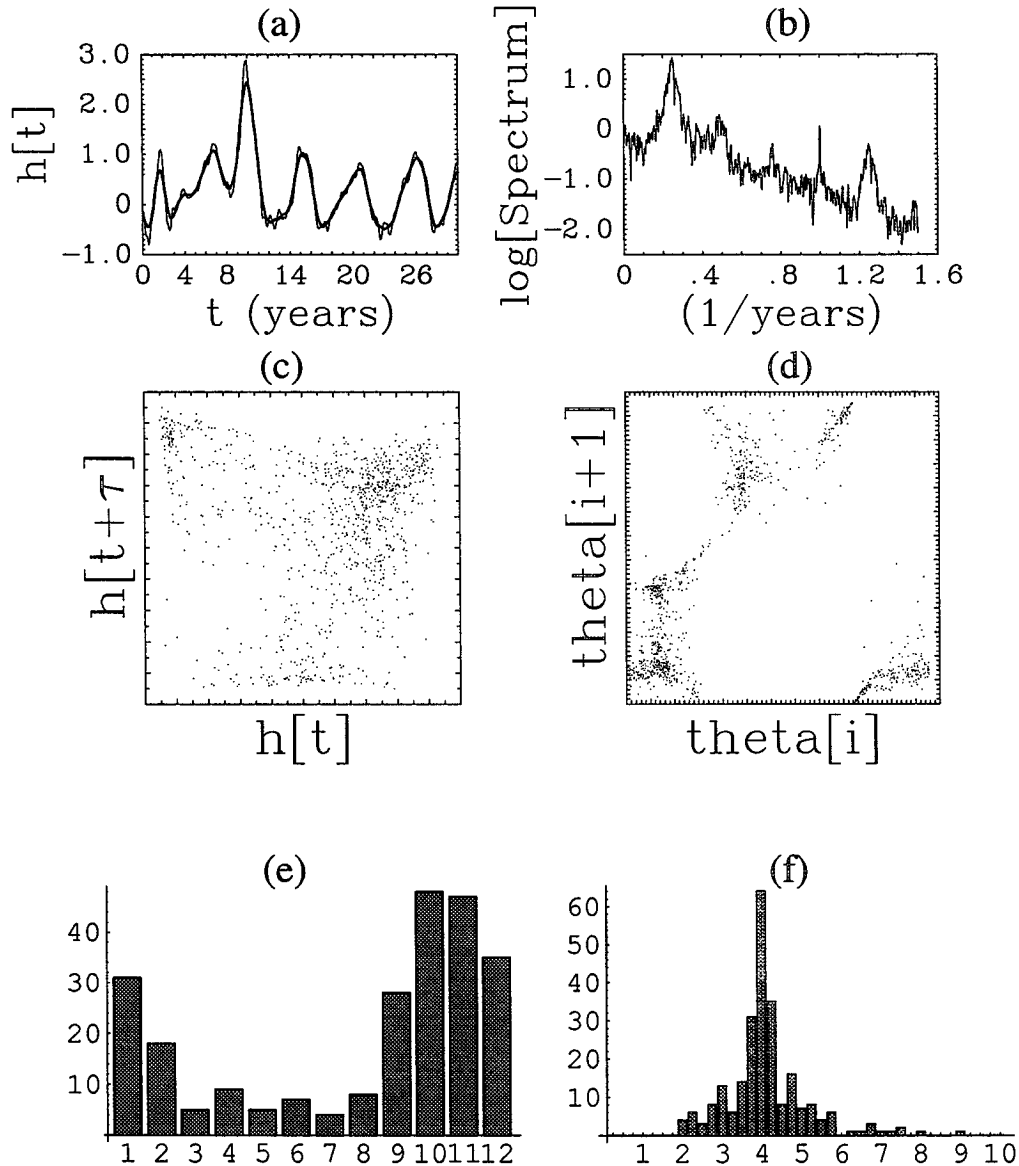 (a)
3.0
2.0
1.0
0
−1.0
h[t]
0 4 8 14 20 26
t (years)
(b)
1.0
0
−1.0
−2.0
log[Spectrum]
0 .4 .8 1.2 1.6
(1/years)
(c)
h[t+τ]
h[t]
(d)
theta[i+1]
theta[i]
(e)
40
30
20
10
1 2 3 4 5 6 7 8 9 10 11 12
(f)
60
50
40
30
20
10
1 2 3 4 5 6 7 8 9 10